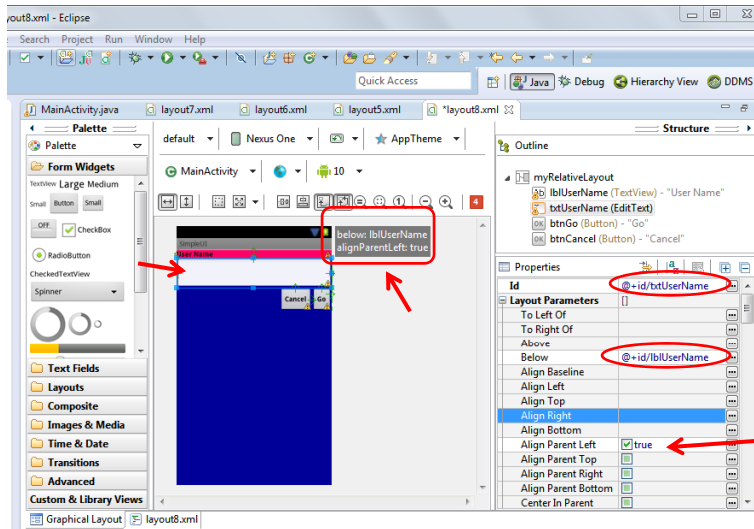 yout8.xml - Eclipse
Search Project Run Window Help
Quick Access
Java Debug Hierarchy View DDMS
MainActivity.java layout7.xml layout6.xml layout5.xml *layout8.xml
Palette
Palette
Form Widgets
TextView Large Medium
Small Button Small
OFF CheckBox
RadioButton
CheckedTextView
Spinner
Text Fields
Layouts
Composite
Images & Media
Time & Date
Transitions
Advanced
Custom & Library Views
default Nexus One AppTheme
MainActivity 10
4
SimpleUI
User Name
below: lblUserName
alignParentLeft: true
Cancel Go
Structure
Outline
myRelativeLayout
lblUserName (TextView) - "User Name"
txtUserName (EditText)
btnGo (Button) - "Go"
btnCancel (Button) - "Cancel"
Properties
Id @+id/txtUserName
Layout Parameters []
To Left Of
To Right Of
Above
Below @+id/lblUserName
Align Baseline
Align Left
Align Top
Align Right
Align Bottom
Align Parent Left true
Align Parent Top
Align Parent Right
Align Parent Bottom
Center In Parent
Graphical Layout layout8.xml